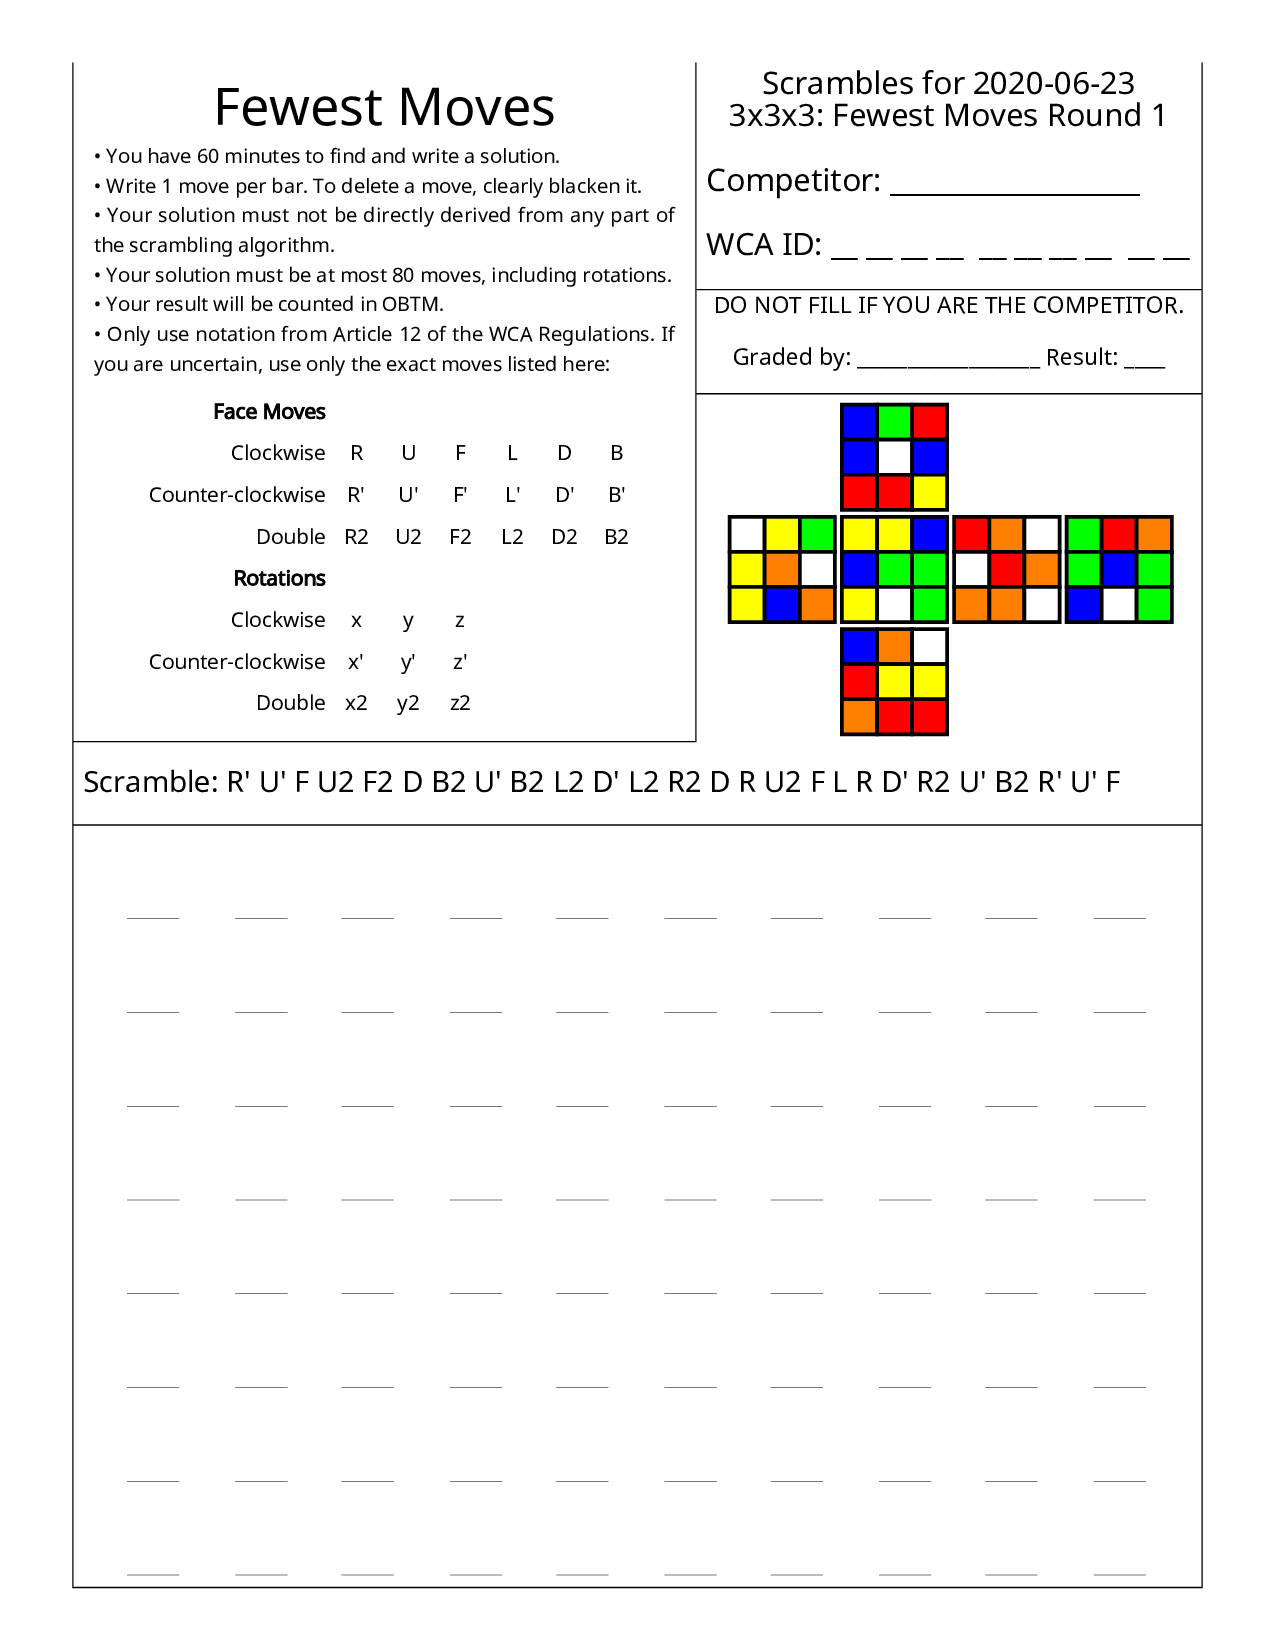 Fewest Moves
• You have 60 minutes to find and write a solution.
• Write 1 move per bar. To delete a move, clearly blacken it.
• Your solution must not be directly derived from any part of
the scrambling algorithm.
• Your solution must be at most 80 moves, including rotations.
• Your result will be counted in OBTM.
• Only use notation from Article 12 of the WCA Regulations. If
you are uncertain, use only the exact moves listed here:
Face Moves
Clockwise R U F L D B
Counter-clockwise R' U' F' L' D' B'
Double R2 U2 F2 L2 D2 B2
Rotations
Clockwise x y z
Counter-clockwise x' y' z'
Double x2 y2 z2
Scrambles for 2020-06-23
3x3x3: Fewest Moves Round 1
Competitor: __________________
WCA ID: __ __ __ __  __ __ __ __  __ __
DO NOT FILL IF YOU ARE THE COMPETITOR.
Graded by: __________________ Result: ____
Scramble: R' U' F U2 F2 D B2 U' B2 L2 D' L2 R2 D R U2 F L R D' R2 U' B2 R' U' F